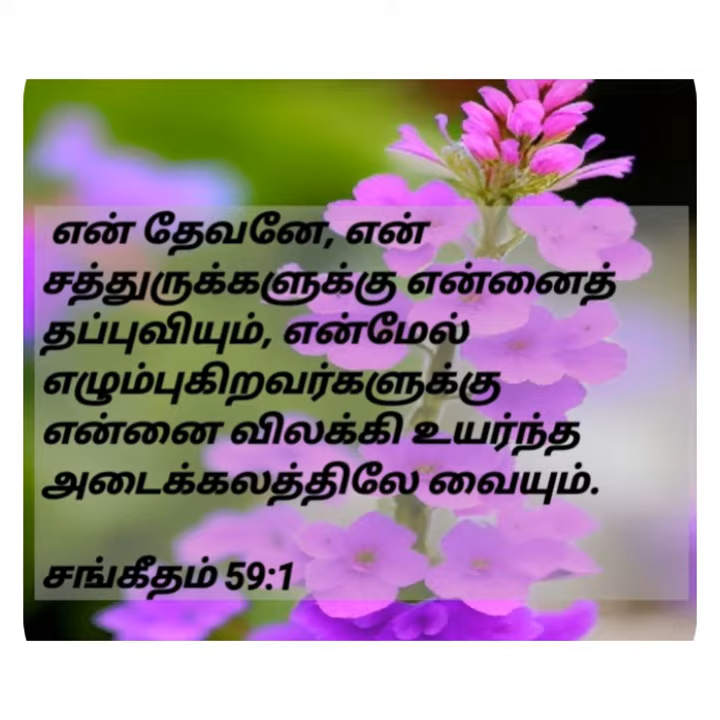 என் தேவனே, என்
சத்துருக்களுக்கு என்னைத்
தப்புவியும், என்மேல்
எழும்புகிறவர்களுக்கு
என்னை விலக்கி உயர்ந்த
அடைக்கலத்திலே வையும்.
சங்கீதம் 59:1